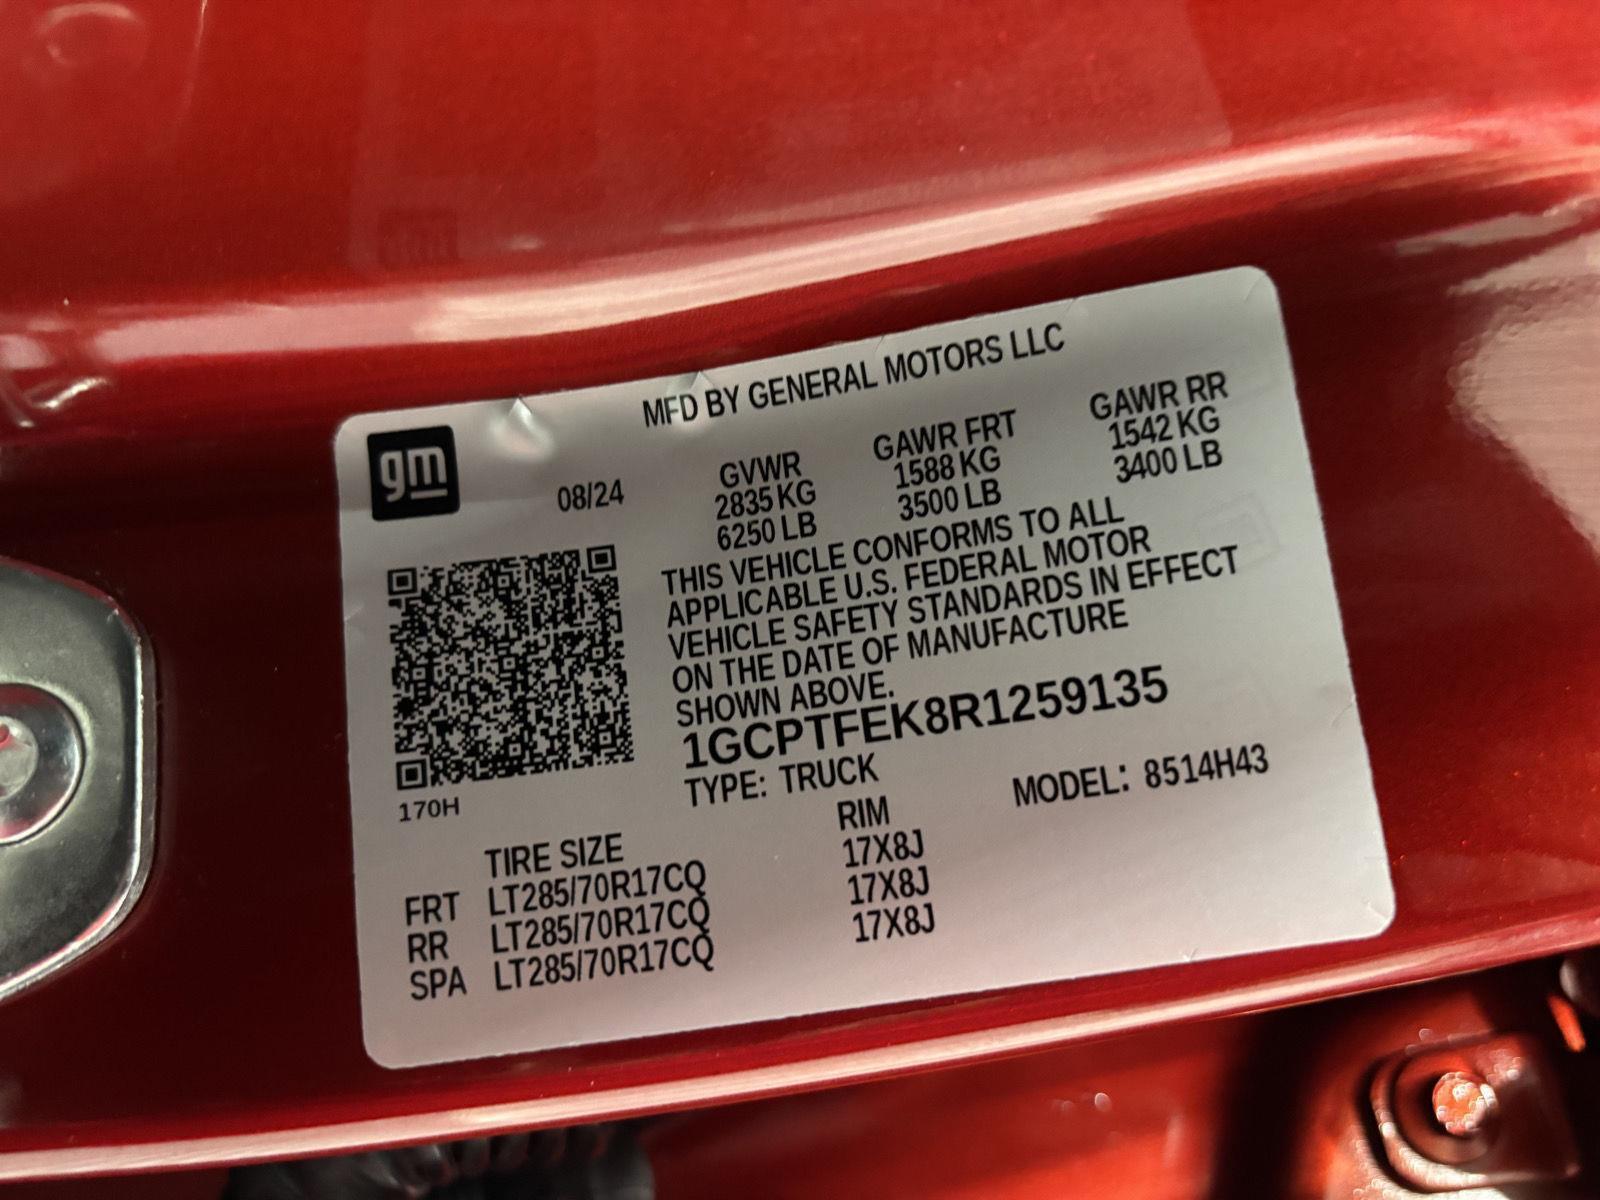 MFD BY GENERAL MOTORS LLC
gm
08/24
GVWR GAWR FRT GAWR RR
2835 KG 1588 KG 1542 KG
6250 LB 3500 LB 3400 LB
THIS VEHICLE CONFORMS TO ALL
APPLICABLE U.S. FEDERAL MOTOR
VEHICLE SAFETY STANDARDS IN EFFECT
ON THE DATE OF MANUFACTURE
SHOWN ABOVE.
1GCPTFEK8R1259135
TYPE: TRUCK MODEL: 8514H43
170H
TIRE SIZE RIM
FRT LT285/70R17CQ 17X8J
RR LT285/70R17CQ 17X8J
SPA LT285/70R17CQ 17X8J